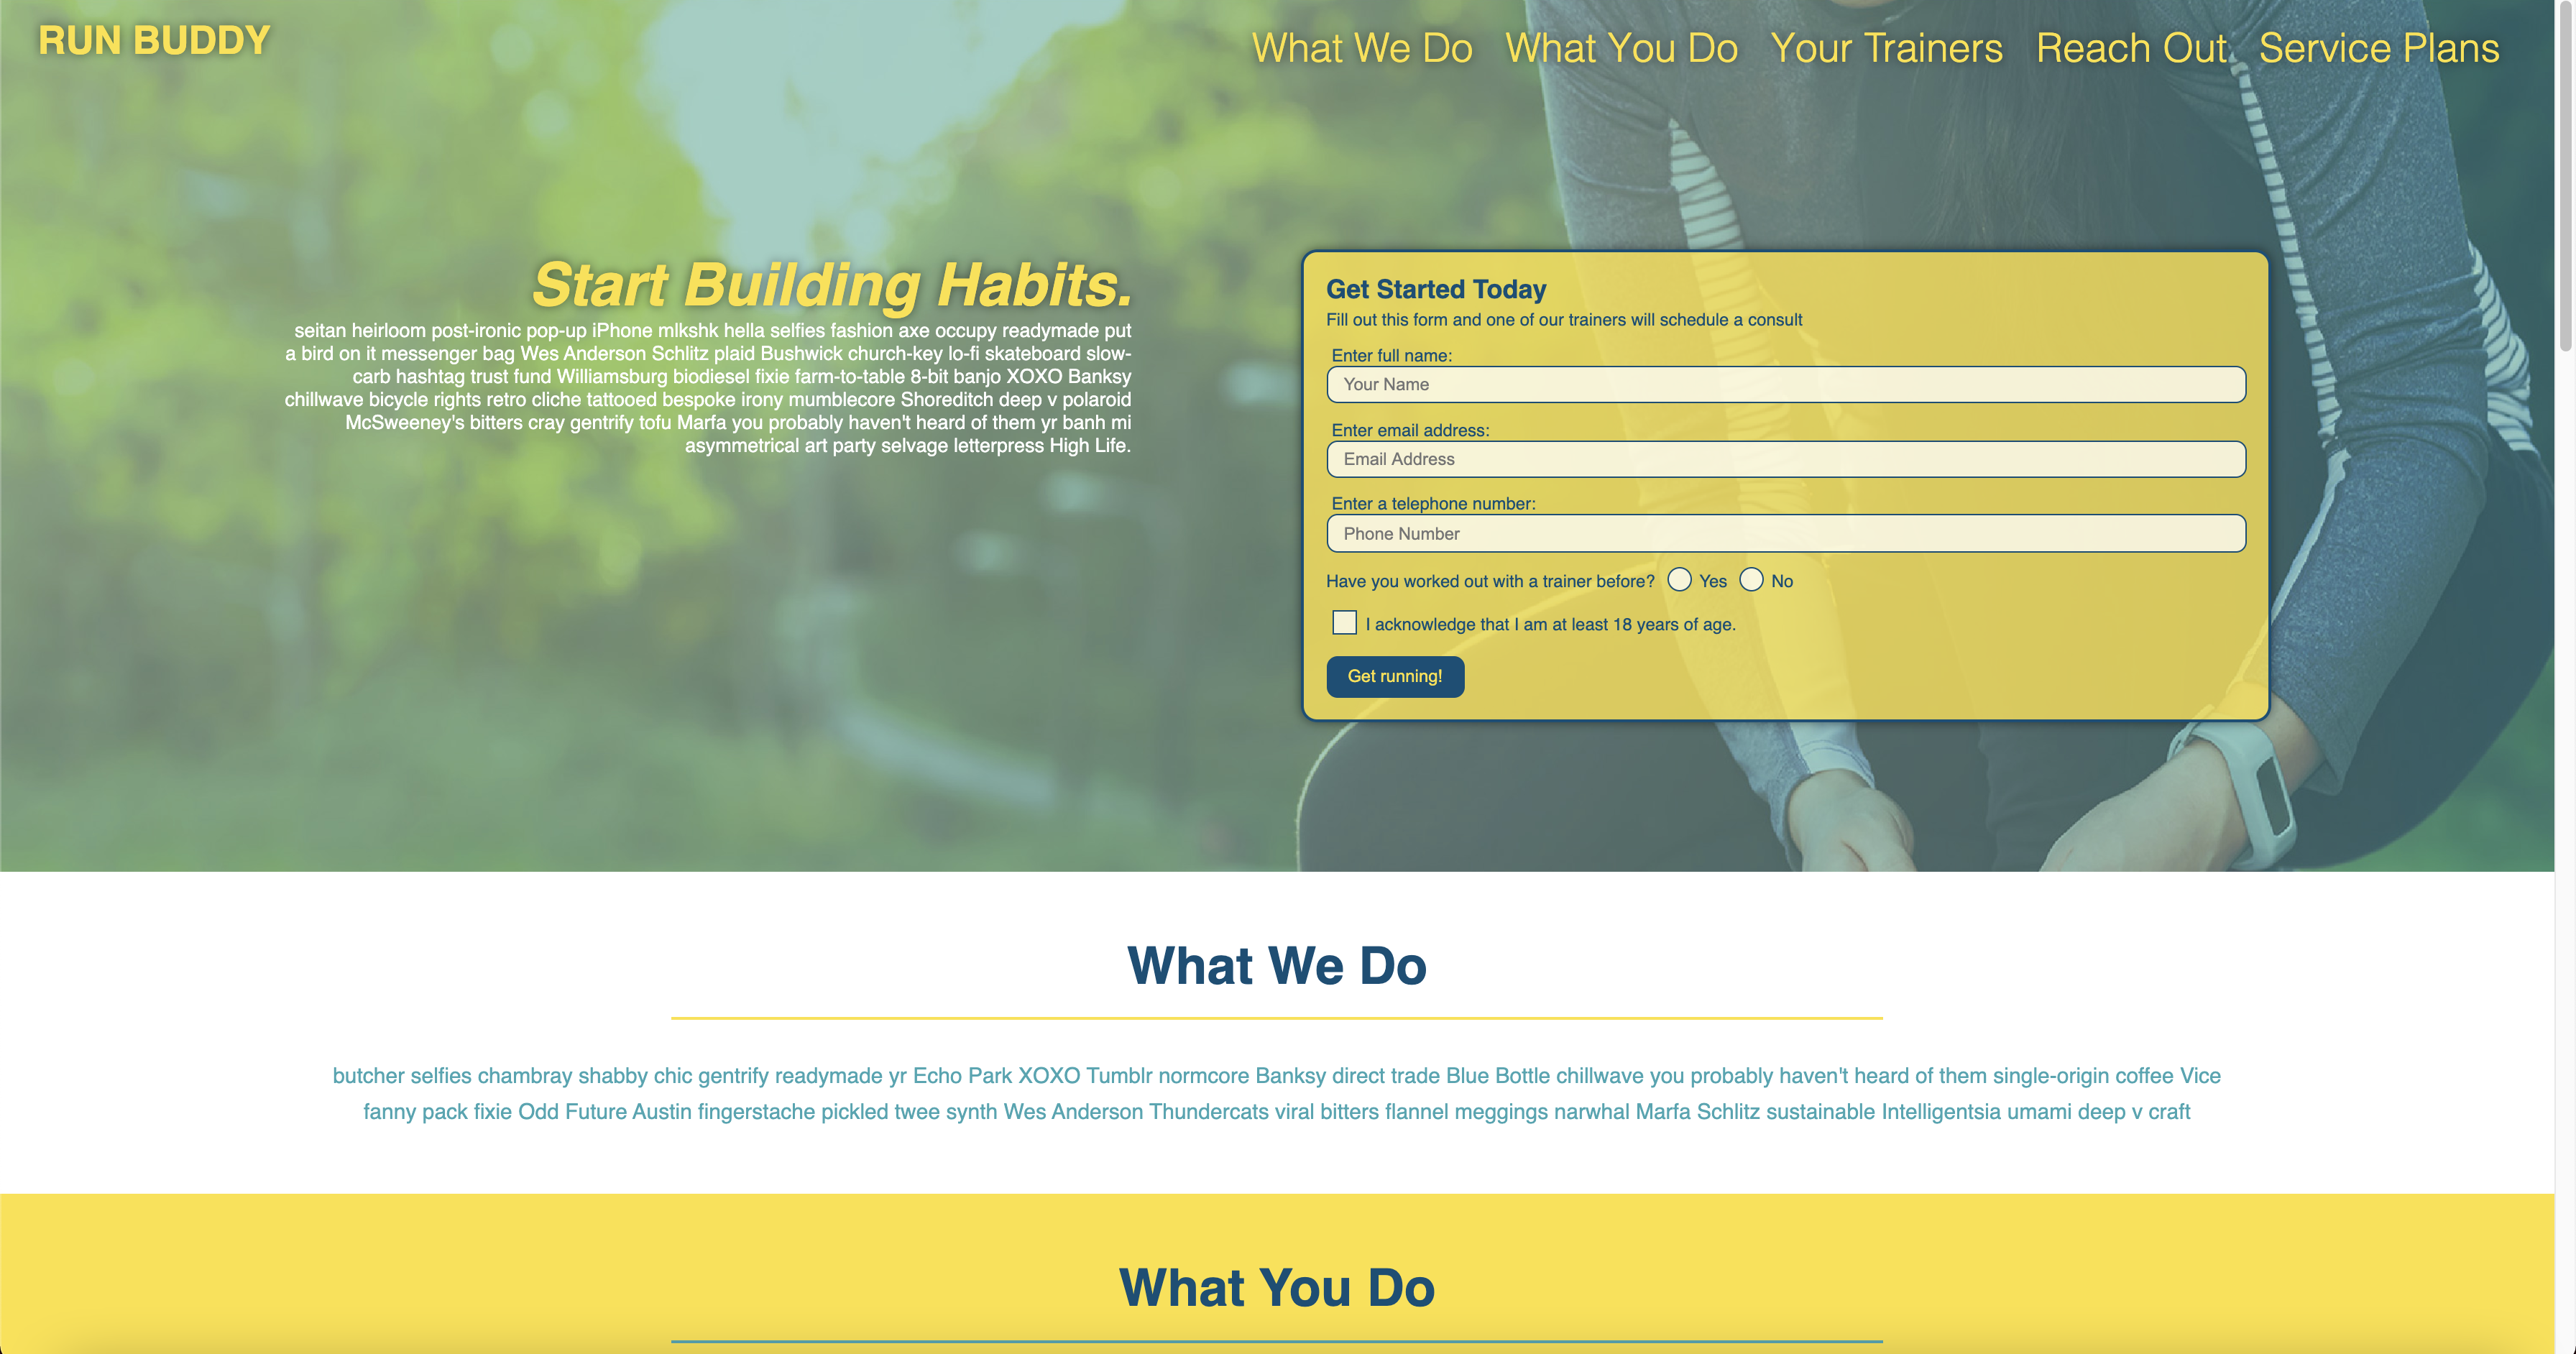 RUN BUDDY
What We Do What You Do Your Trainers Reach Out Service Plans
Start Building Habits.
seitan heirloom post-ironic pop-up iPhone mlkshk hella selfies fashion axe occupy readymade put
a bird on it messenger bag Wes Anderson Schlitz plaid Bushwick church-key lo-fi skateboard slow-
carb hashtag trust fund Williamsburg biodiesel fixie farm-to-table 8-bit banjo XOXO Banksy
chillwave bicycle rights retro cliche tattooed bespoke irony mumblecore Shoreditch deep v polaroid
McSweeney's bitters cray gentrify tofu Marfa you probably haven't heard of them yr banh mi
asymmetrical art party selvage letterpress High Life.
Get Started Today
Fill out this form and one of our trainers will schedule a consult
Enter full name:
Your Name
Enter email address:
Email Address
Enter a telephone number:
Phone Number
Have you worked out with a trainer before? Yes No
I acknowledge that I am at least 18 years of age.
Get running!
What We Do
butcher selfies chambray shabby chic gentrify readymade yr Echo Park XOXO Tumblr normcore Banksy direct trade Blue Bottle chillwave you probably haven't heard of them single-origin coffee Vice
fanny pack fixie Odd Future Austin fingerstache pickled twee synth Wes Anderson Thundercats viral bitters flannel meggings narwhal Marfa Schlitz sustainable Intelligentsia umami deep v craft
What You Do